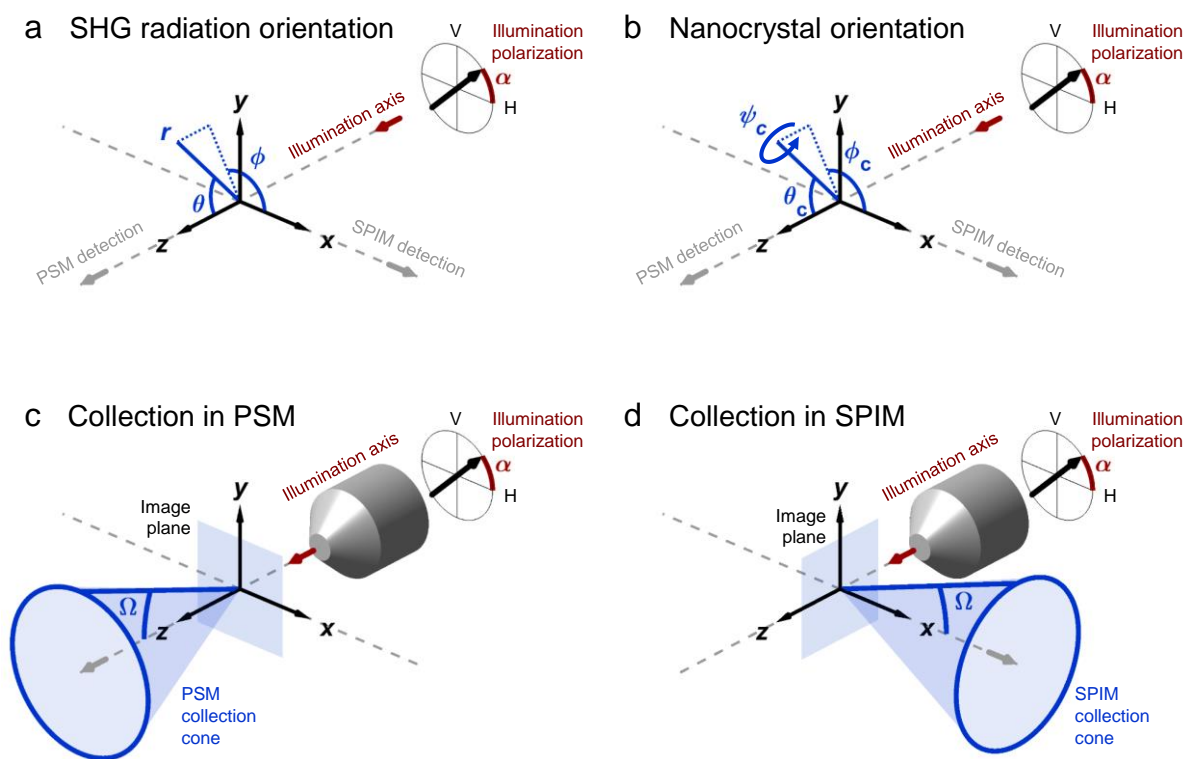 a SHG radiation orientation
V
Illumination
polarization
α
H
Illumination axis
y
r
ϕ
θ
z
x
PSM detection
SPIM detection
b Nanocrystal orientation
V
Illumination
polarization
α
H
Illumination axis
y
ψc
ϕc
θc
z
x
PSM detection
SPIM detection
c Collection in PSM
V
Illumination
polarization
α
H
Illumination axis
Image
plane
y
Ω
z
x
PSM
collection
cone
d Collection in SPIM
V
Illumination
polarization
α
H
Illumination axis
Image
plane
y
Ω
z
x
SPIM
collection
cone